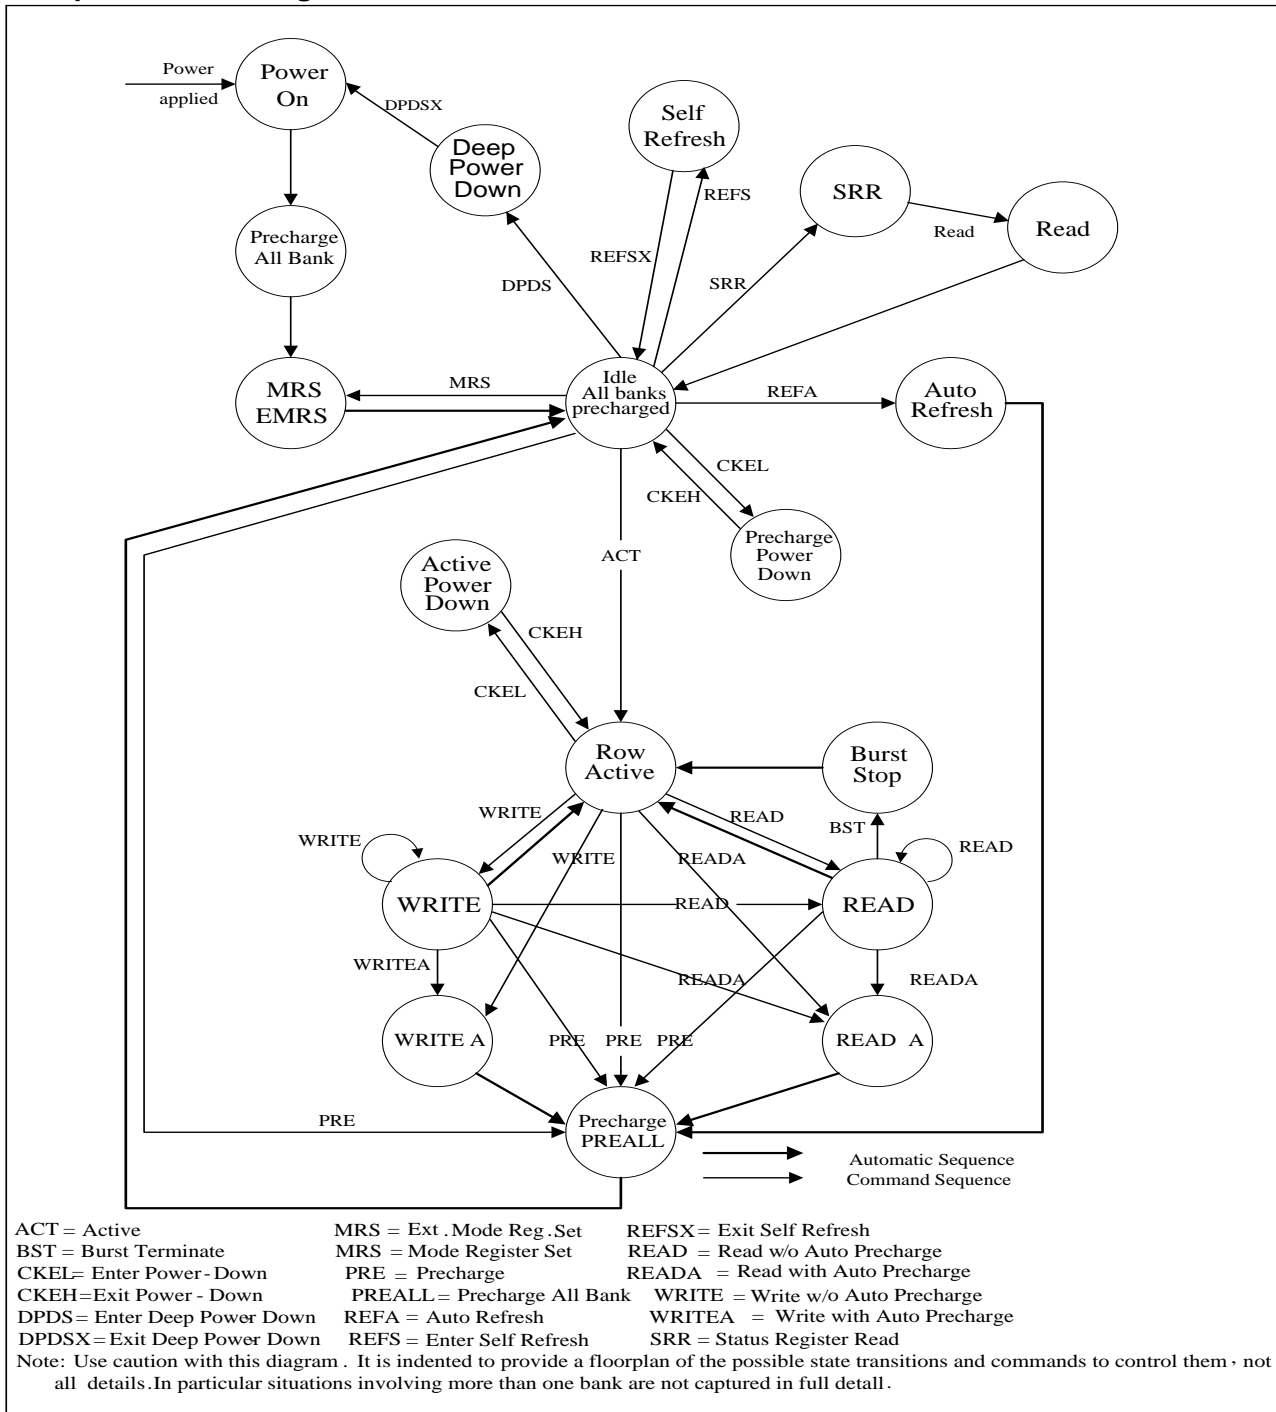 Power
applied
Power
On
DPDSX
Deep
Power
Down
Self
Refresh
REFS
SRR
Read
Read
Precharge
All Bank
REFSX
DPDS
SRR
MRS
EMRS
MRS
Idle
All banks
precharged
REFA
Auto
Refresh
CKEL
CKEH
Precharge
Power
Down
ACT
Active
Power
Down
CKEH
CKEL
Row
Active
Burst
Stop
WRITE
READ
BST
WRITE
READ
WRITE
READA
WRITE
READ
READ
WRITEA
READA
READA
WRITE A
PRE
PRE
PRE
READ A
PRE
Precharge
PREALL
Automatic Sequence
Command Sequence
ACT = Active MRS = Ext .Mode Reg .Set REFSX= Exit Self Refresh
BST = Burst Terminate MRS = Mode Register Set READ = Read w/o Auto Precharge
CKEL= Enter Power - Down PRE = Precharge READA = Read with Auto Precharge
CKEH=Exit Power - Down PREALL= Precharge All Bank WRITE = Write w/o Auto Precharge
DPDS = Enter Deep Power Down REFA = Auto Refresh WRITEA = Write with Auto Precharge
DPDSX=Exit Deep Power Down REFS = Enter Self Refresh SRR = Status Register Read
Note: Use caution with this diagram . It is indented to provide a floorplan of the possible state transitions and commands to control them, not
all details.In particular situations involving more than one bank are not captured in full detall.